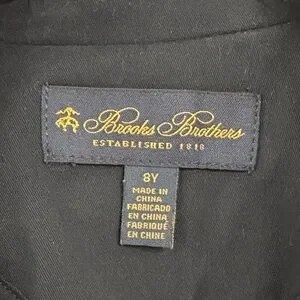 Brooks Brothers
ESTABLISHED 1818
8Y
MADE IN
CHINA
FABRICADO
EN CHINA
FABRIQUÉ
EN CHINE